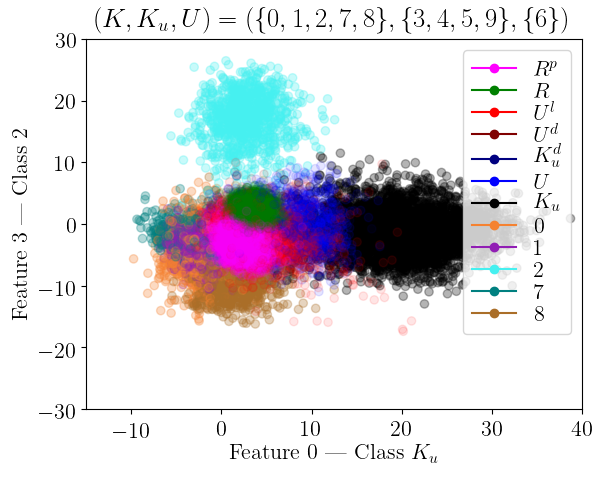 (K, K_u, U) = ({0, 1, 2, 7, 8}, {3, 4, 5, 9}, {6})
30
20
10
0
−10
−20
−30
Feature 3 — Class 2
−10
0
10
20
30
40
Feature 0 — Class K_u
R^p
R
U^l
U^d
K_u^d
U
K_u
0
1
2
7
8